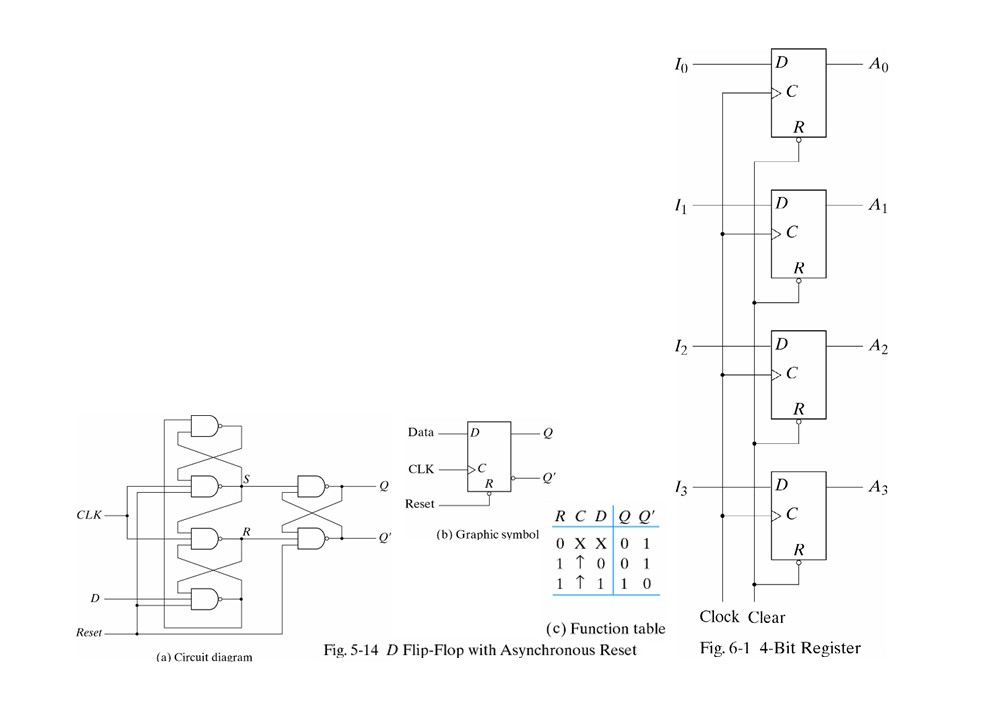 S
Q
CLK
R
Q'
D
Reset
(a) Circuit diagram
Data
D
Q
CLK
C
Q'
R
Reset
(b) Graphic symbol
R C D Q Q'
0 X X 0 1
1 ↑ 0 0 1
1 ↑ 1 1 0
(c) Function table
Fig. 5-14 D Flip-Flop with Asynchronous Reset
I0 D A0
C
R
I1 D A1
C
R
I2 D A2
C
R
I3 D A3
C
R
Clock Clear
Fig. 6-1 4-Bit Register